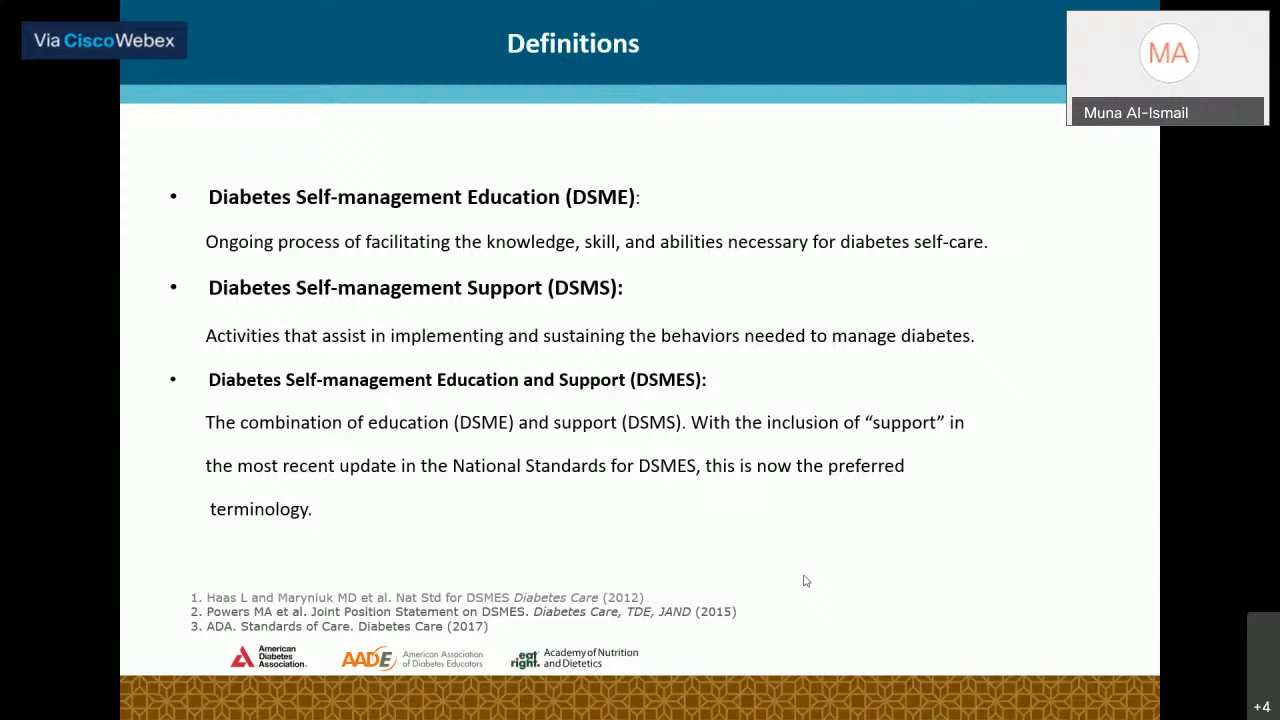 Via CiscoWebex
Definitions
MA
Muna Al-Ismail
• Diabetes Self-management Education (DSME):
Ongoing process of facilitating the knowledge, skill, and abilities necessary for diabetes self-care.
• Diabetes Self-management Support (DSMS):
Activities that assist in implementing and sustaining the behaviors needed to manage diabetes.
• Diabetes Self-management Education and Support (DSMES):
The combination of education (DSME) and support (DSMS). With the inclusion of “support” in
the most recent update in the National Standards for DSMES, this is now the preferred
terminology.
1. Haas L and Maryniuk MD et al. Nat Std for DSMES Diabetes Care (2012)
2. Powers MA et al. Joint Position Statement on DSMES. Diabetes Care, TDE, JAND (2015)
3. ADA. Standards of Care. Diabetes Care (2017)
American
Diabetes
Association.
AADE
American Association
of Diabetes Educators
eat
right.
Academy of Nutrition
and Dietetics
+4